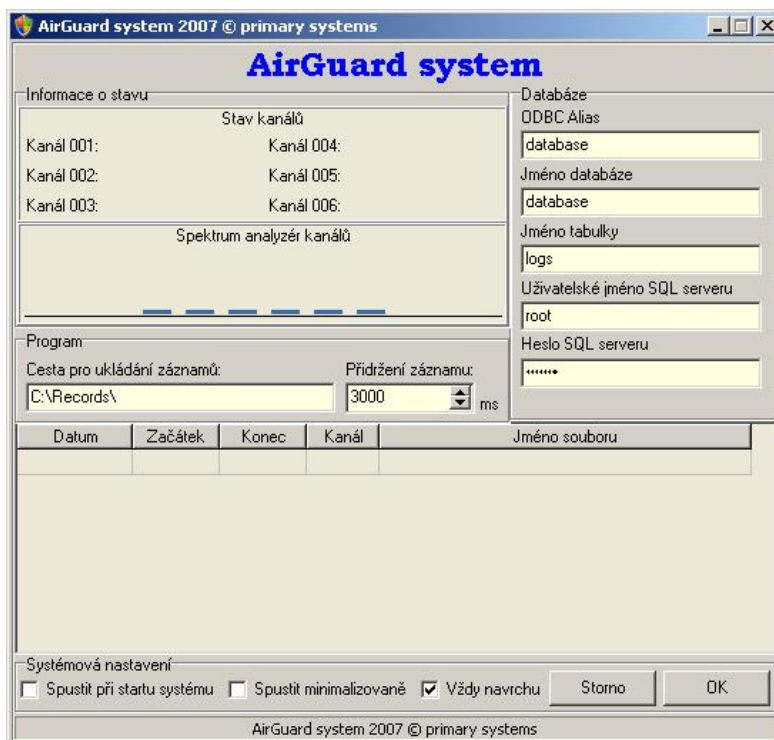 AirGuard system 2007 © primary systems
AirGuard system
Informace o stavu
Stav kanálů
Kanál 001:
Kanál 004:
Kanál 002:
Kanál 005:
Kanál 003:
Kanál 006:
Spektrum analyzér kanálů
Databáze
ODBC Alias
database
Jméno databáze
database
Jméno tabulky
logs
Uživatelské jméno SQL serveru
root
Heslo SQL serveru
•••••••
Program
Cesta pro ukládání záznamů:
C:\Records\
Přidržení záznamu:
3000 ms
Datum Začátek Konec Kanál Jméno souboru
Systémová nastavení
Spustit při startu systému
Spustit minimalizovaně
Vždy navrchu
Storno
OK
AirGuard system 2007 © primary systems